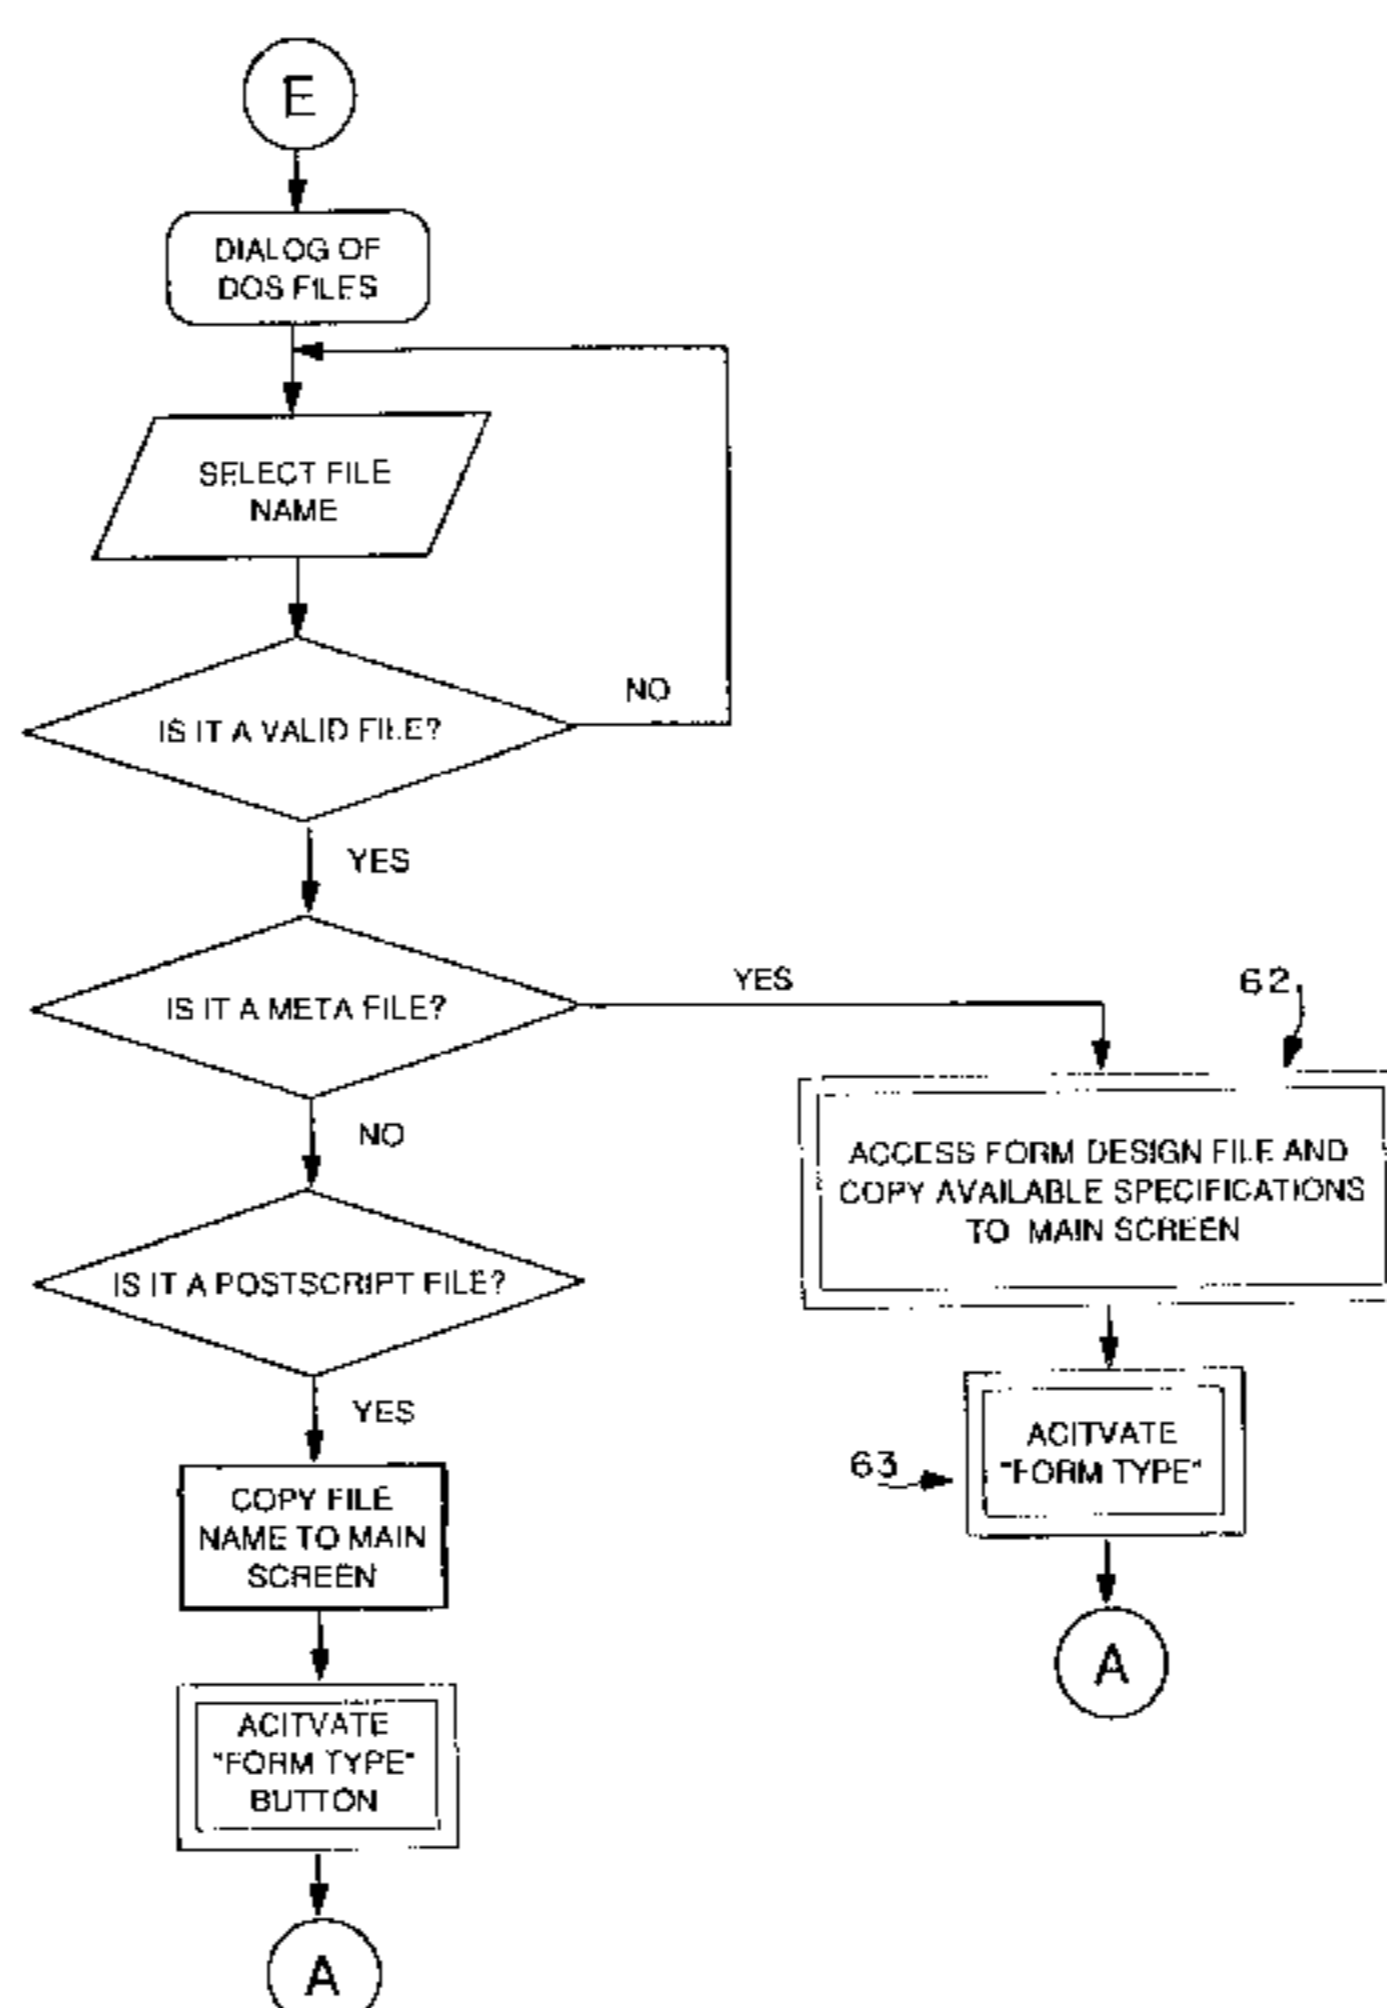 E
DIALOG OF
DOS FILES
SELECT FILE
NAME
IS IT A VALID FILE?
NO
YES
IS IT A META FILE?
YES
NO
62
ACCESS FORM DESIGN FILE AND
COPY AVAILABLE SPECIFICATIONS
TO MAIN SCREEN
IS IT A POSTSCRIPT FILE?
YES
ACITVATE
"FORM TYPE"
63
A
COPY FILE
NAME TO MAIN
SCREEN
ACITVATE
"FORM TYPE"
BUTTON
A